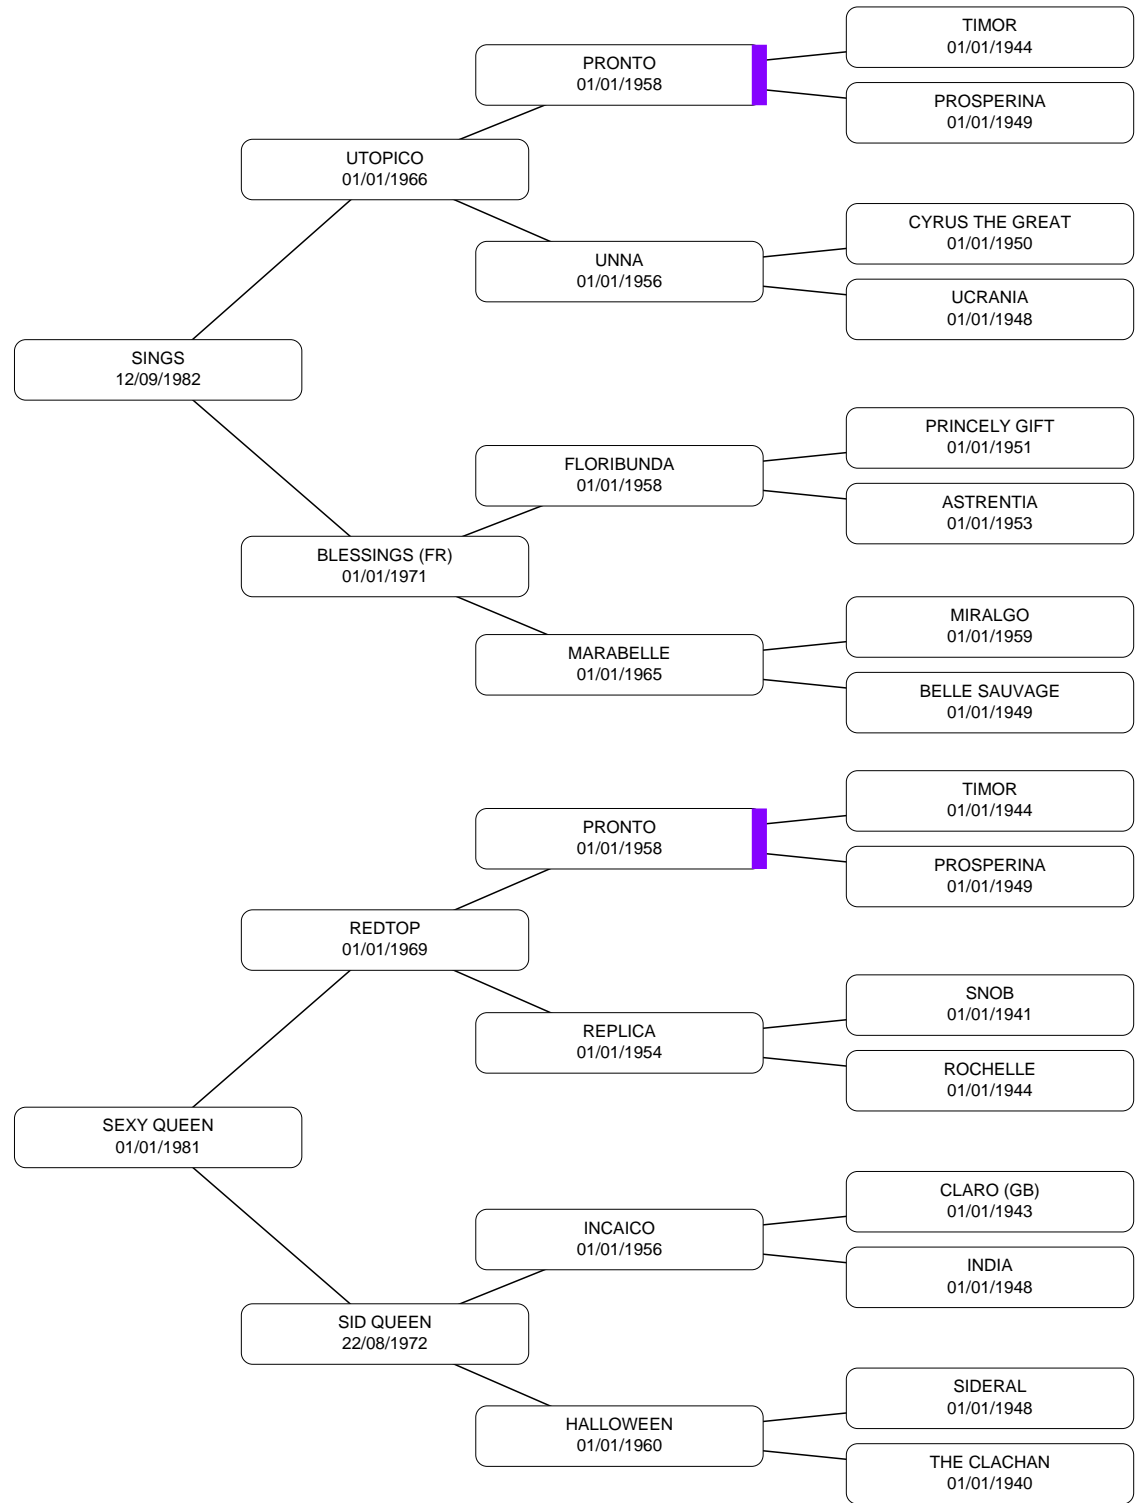 TIMOR
01/01/1944
PRONTO
01/01/1958
PROSPERINA
01/01/1949
UTOPICO
01/01/1966
CYRUS THE GREAT
01/01/1950
UNNA
01/01/1956
UCRANIA
01/01/1948
SINGS
12/09/1982
PRINCELY GIFT
01/01/1951
FLORIBUNDA
01/01/1958
ASTRENTIA
01/01/1953
BLESSINGS (FR)
01/01/1971
MIRALGO
01/01/1959
MARABELLE
01/01/1965
BELLE SAUVAGE
01/01/1949
TIMOR
01/01/1944
PRONTO
01/01/1958
PROSPERINA
01/01/1949
REDTOP
01/01/1969
SNOB
01/01/1941
REPLICA
01/01/1954
ROCHELLE
01/01/1944
SEXY QUEEN
01/01/1981
CLARO (GB)
01/01/1943
INCAICO
01/01/1956
INDIA
01/01/1948
SID QUEEN
22/08/1972
SIDERAL
01/01/1948
HALLOWEEN
01/01/1960
THE CLACHAN
01/01/1940